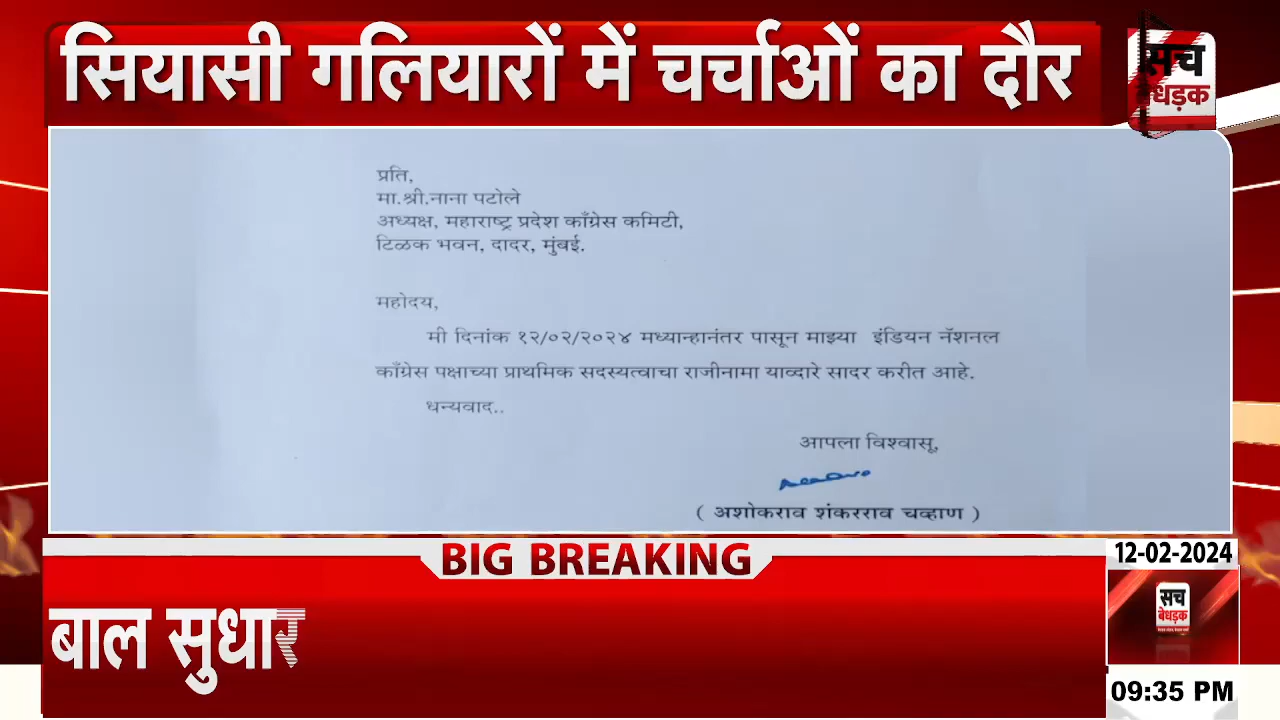 सियासी गलियारों में चर्चाओं का दौर
सच
बेधड़क
प्रति,
मा.श्री.नाना पटोले
अध्यक्ष, महाराष्ट्र प्रदेश काँग्रेस कमिटी,
टिळक भवन, दादर, मुंबई.
महोदय,
मी दिनांक १२/०२/२०२४ मध्यान्हानंतर पासून माझ्या इंडियन नॅशनल
काँग्रेस पक्षाच्या प्राथमिक सदस्यत्वाचा राजीनामा याव्दारे सादर करीत आहे.
धन्यवाद..
आपला विश्वासू,
( अशोकराव शंकरराव चव्हाण )
BIG BREAKING
12-02-2024
बाल सुधार
सच
बेधड़क
09:35 PM